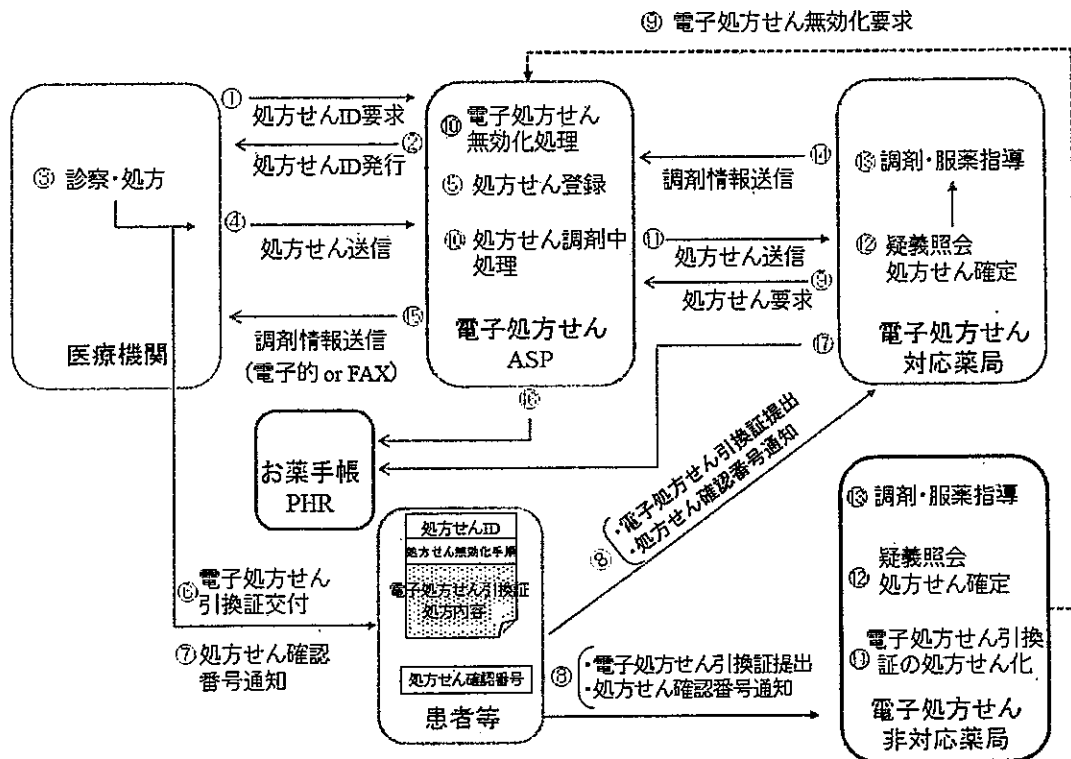 ⑨ 電子処方せん無効化要求
①
処方せんID要求
②
処方せんID発行
③ 診察・処方
④
処方せん送信
⑮
調剤情報送信
(電子的 or FAX)
医療機関
⑩ 電子処方せん
無効化処理
⑤ 処方せん登録
⑩ 処方せん調剤中
処理
電子処方せん
ASP
⑯
⑭
調剤情報送信
⑪
処方せん送信
⑨
処方せん要求
⑰
⑬ 調剤・服薬指導
⑫ 疑義照会
処方せん確定
電子処方せん
対応薬局
お薬手帳
PHR
⑥ 電子処方せん
引換証交付
⑦ 処方せん確認
番号通知
処方せんID
処方せん無効化手順
電子処方せん引換証
処方内容
処方せん確認番号
患者等
⑧
・電子処方せん引換証提出
・処方せん確認番号通知
⑧
・電子処方せん引換証提出
・処方せん確認番号通知
⑬ 調剤・服薬指導
⑫ 疑義照会
処方せん確定
⑪ 電子処方せん引換
証の処方せん化
電子処方せん
非対応薬局